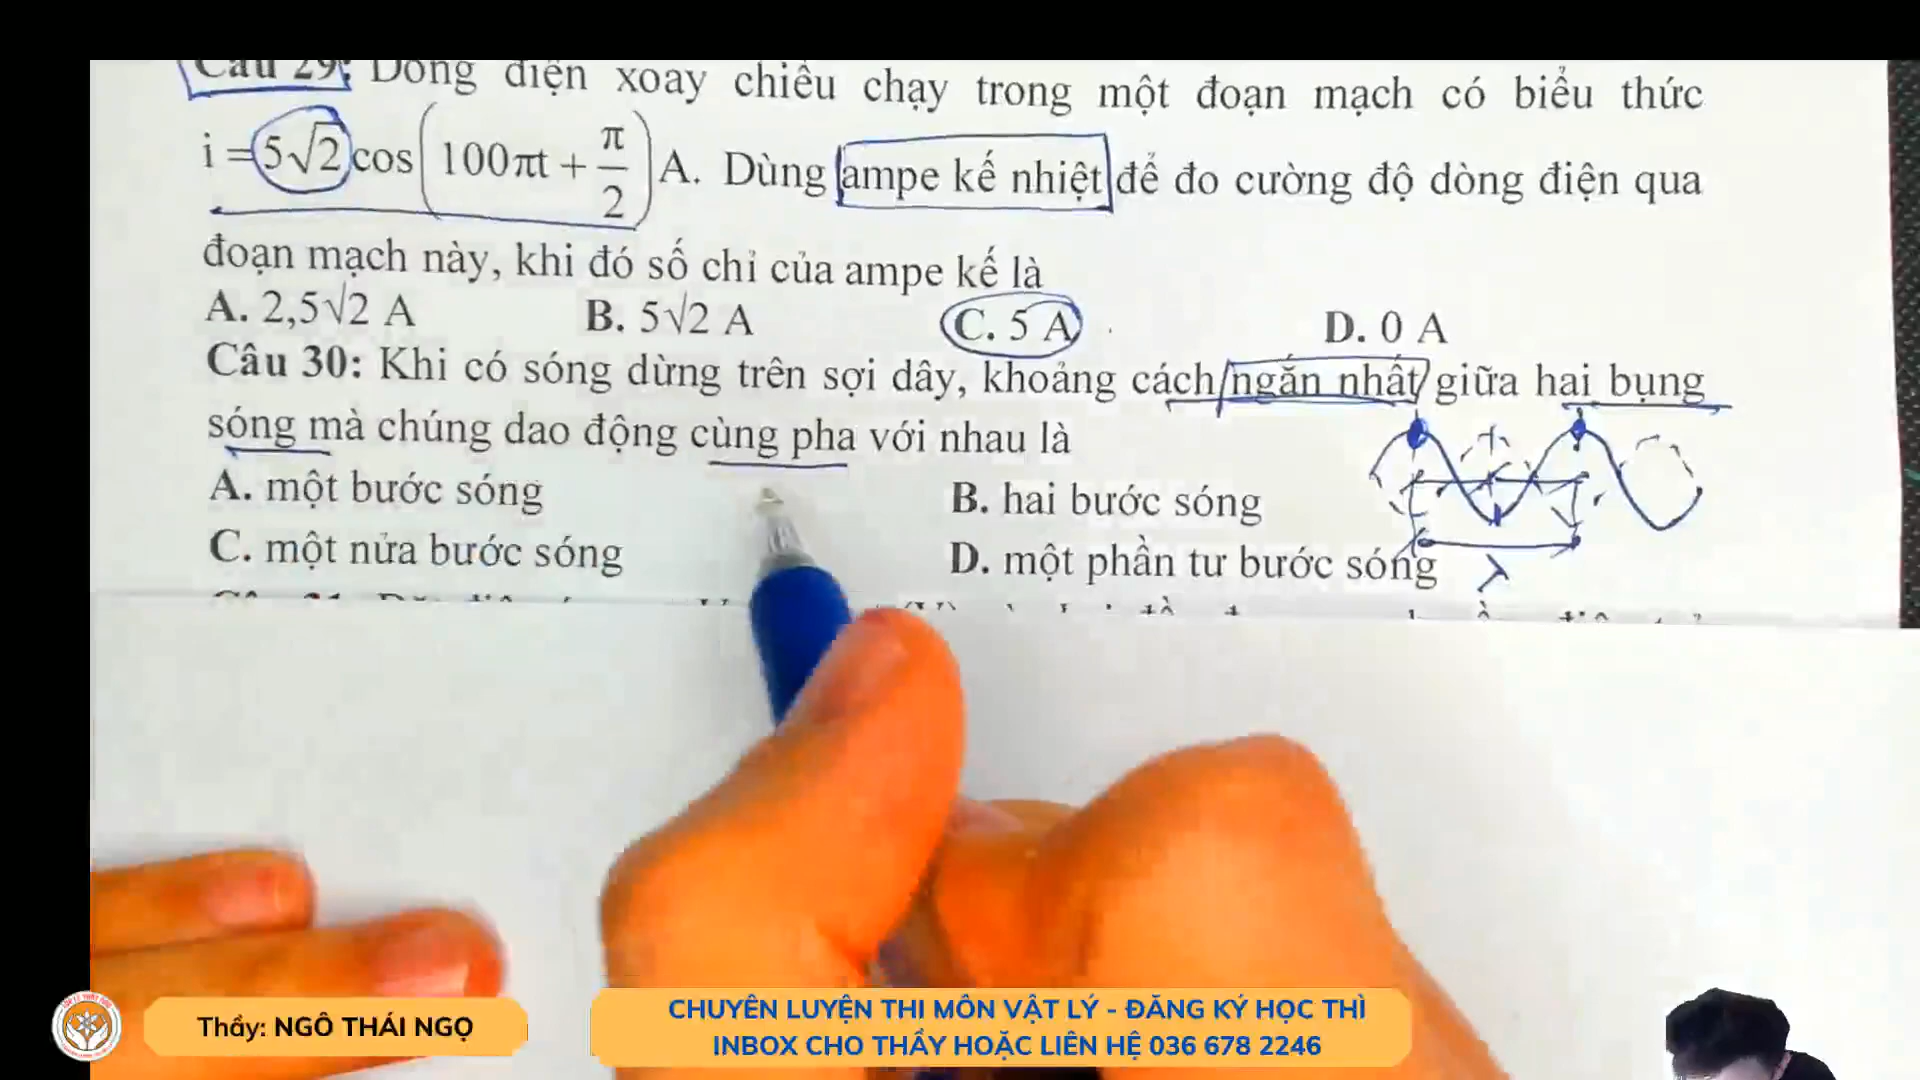 Câu 29: Dòng điện xoay chiều chạy trong một đoạn mạch có biểu thức
i = 5√2 cos(100πt + π/2) A. Dùng ampe kế nhiệt để đo cường độ dòng điện qua
đoạn mạch này, khi đó số chỉ của ampe kế là
A. 2,5√2 A B. 5√2 A C. 5 A D. 0 A
Câu 30: Khi có sóng dừng trên sợi dây, khoảng cách ngắn nhất giữa hai bụng
sóng mà chúng dao động cùng pha với nhau là
A. một bước sóng B. hai bước sóng
C. một nửa bước sóng D. một phần tư bước sóng
λ
Thầy: NGÔ THÁI NGỌ
CHUYÊN LUYỆN THI MÔN VẬT LÝ - ĐĂNG KÝ HỌC THÌ
INBOX CHO THẦY HOẶC LIÊN HỆ 036 678 2246